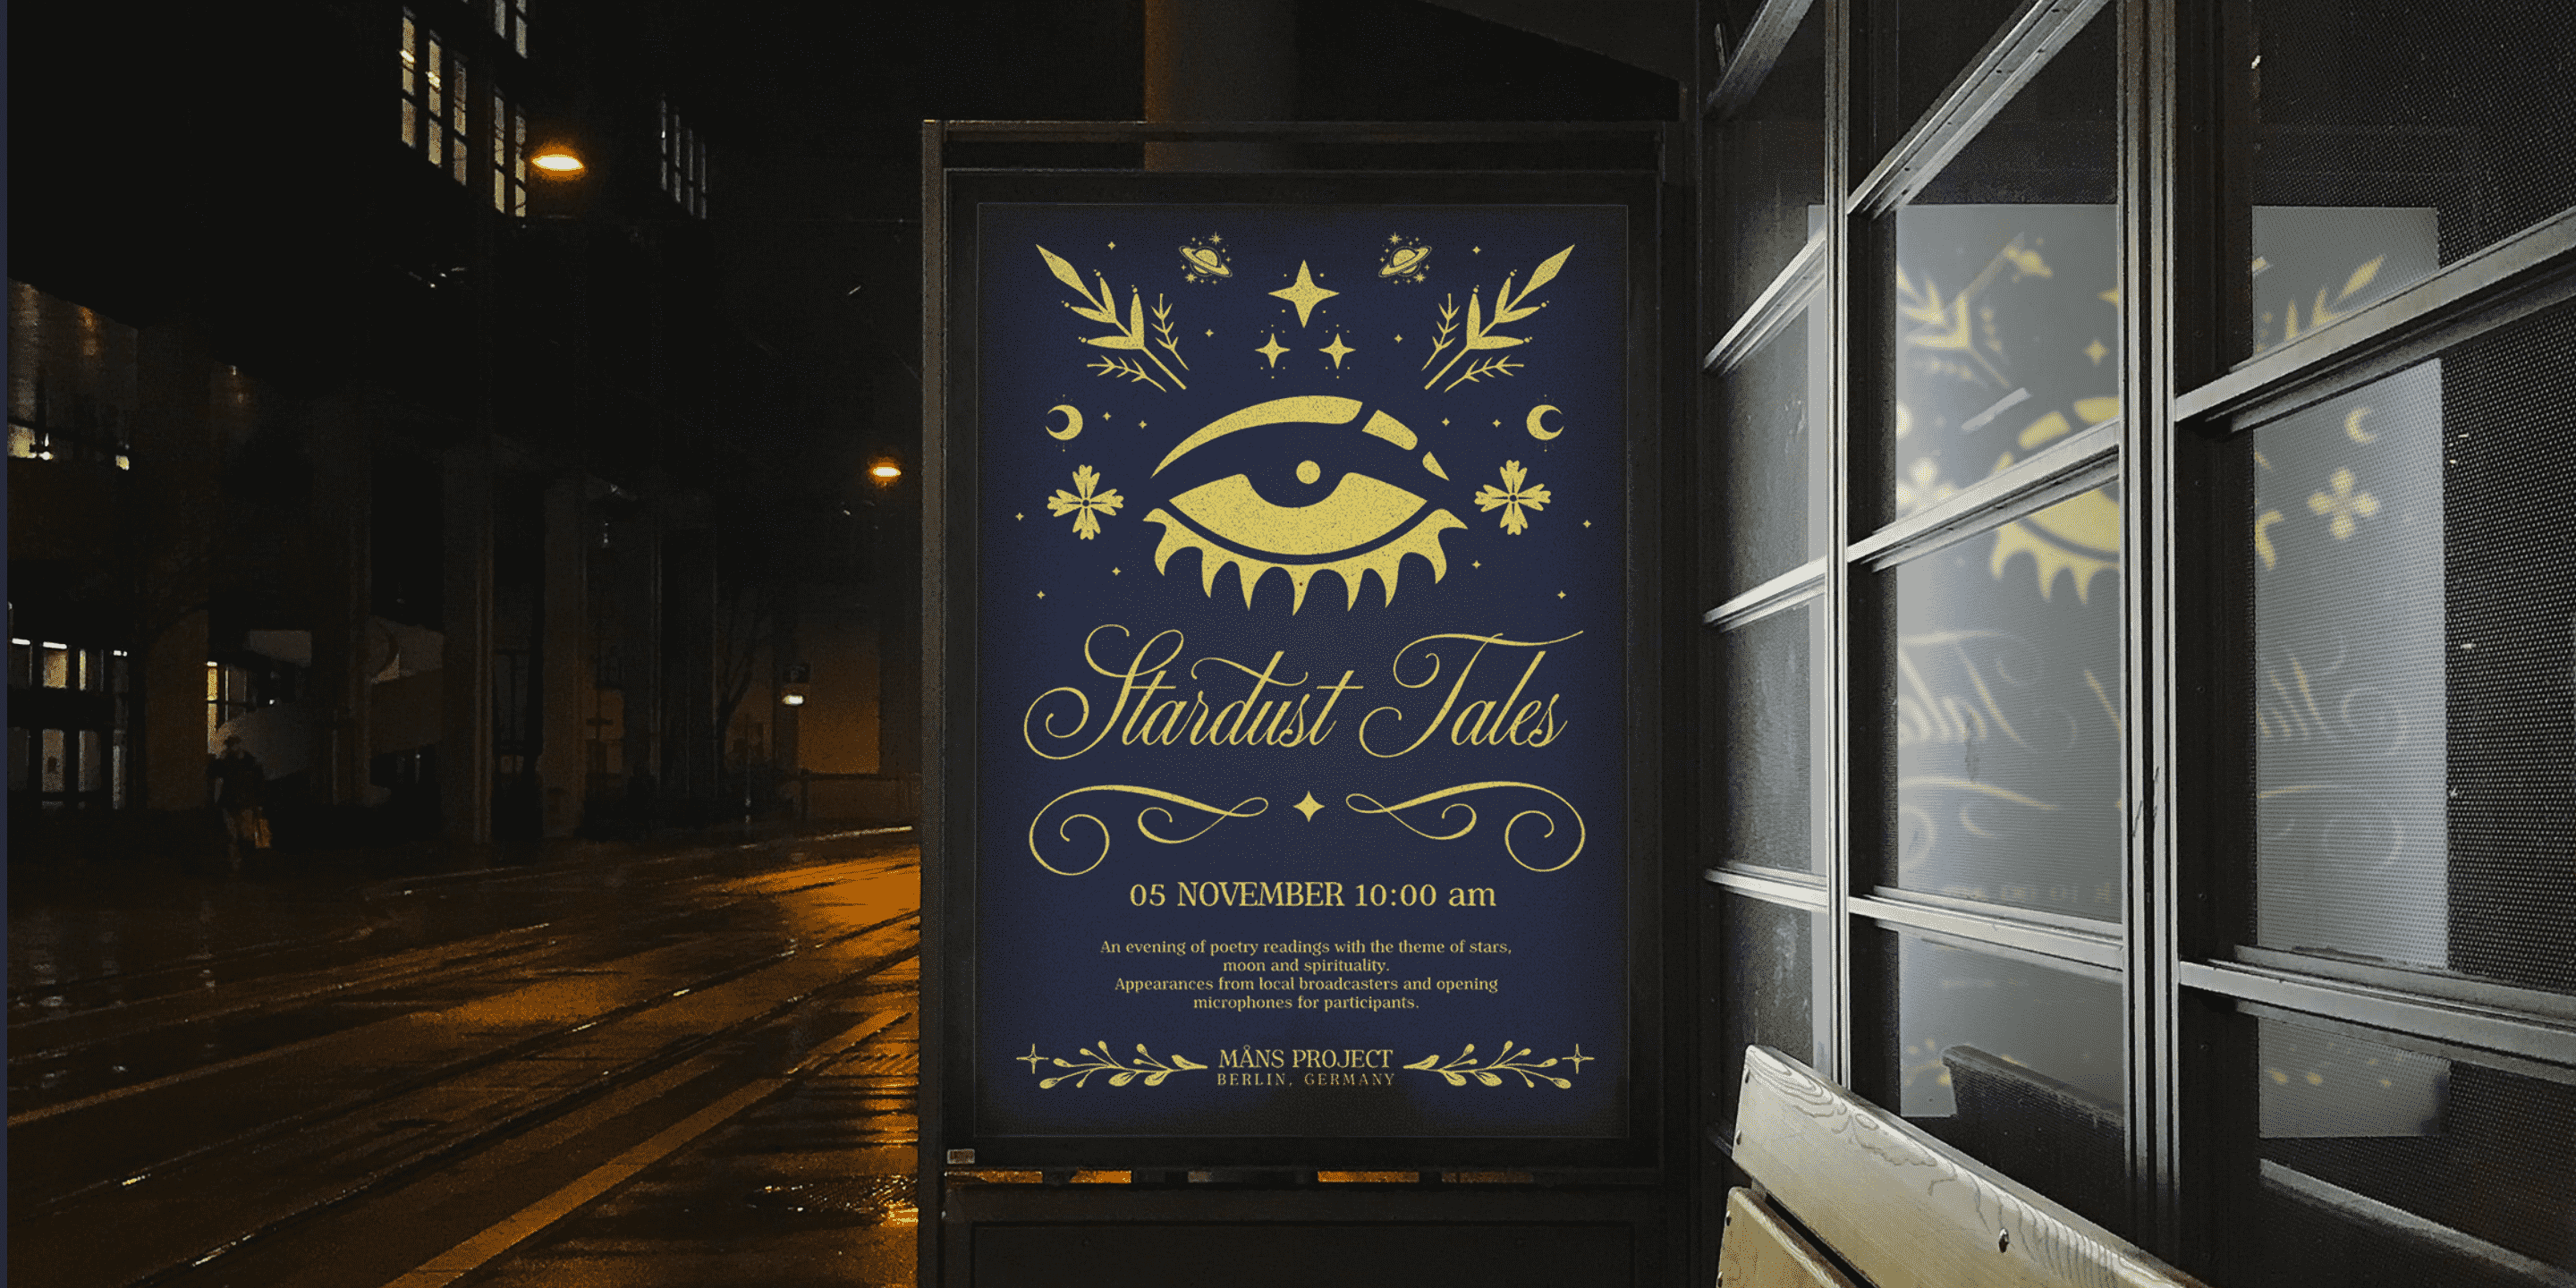 Stardust Tales
05 NOVEMBER 10:00 am
An evening of poetry readings with the theme of stars,
moon and spirituality.
Appearances from local broadcasters and opening
microphones for participants.
MÅNS PROJECT
BERLIN, GERMANY